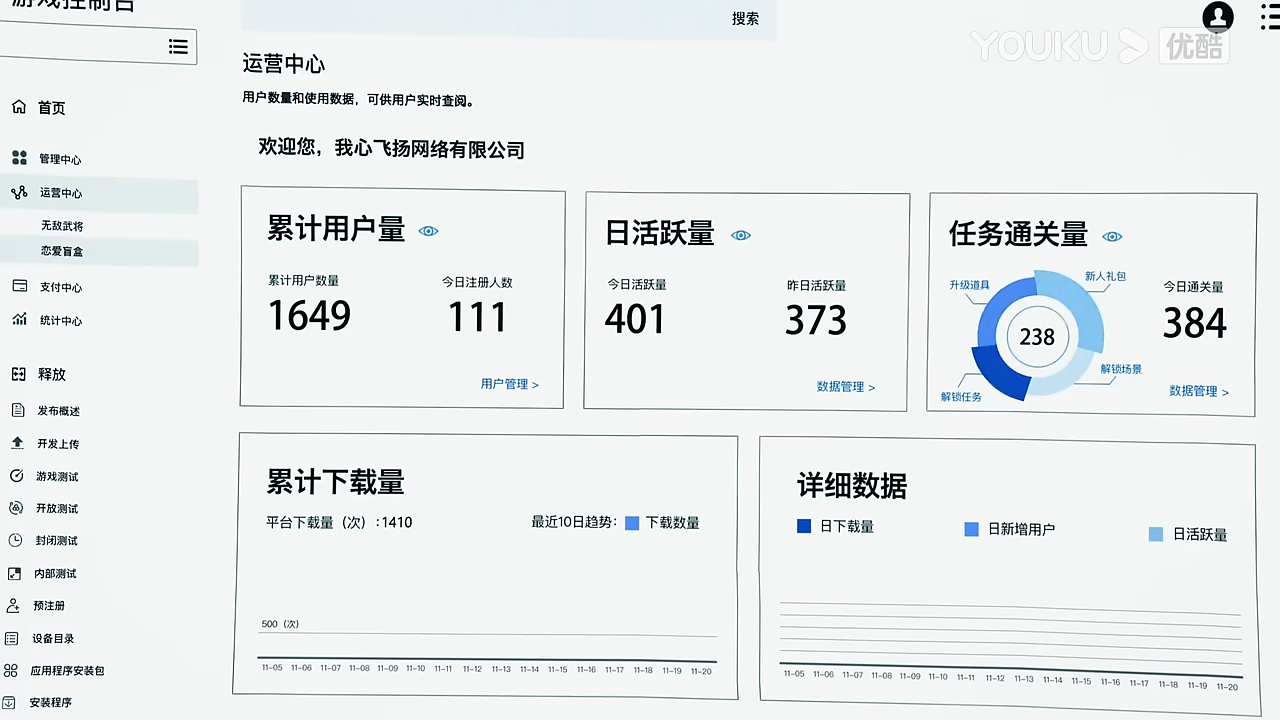 游戏控制台
搜索
YOUKU 优酷
首页
管理中心
运营中心
无敌武将
恋爱盲盒
支付中心
统计中心
释放
发布概述
开发上传
游戏测试
开放测试
封闭测试
内部测试
预注册
设备目录
应用程序安装包
安装程序
运营中心
用户数量和使用数据，可供用户实时查阅。
欢迎您，我心飞扬网络有限公司
累计用户量
累计用户数量
1649
今日注册人数
111
用户管理 >
日活跃量
今日活跃量
401
昨日活跃量
373
数据管理 >
任务通关量
升级道具
新人礼包
238
解锁任务
解锁场景
今日通关量
384
数据管理 >
累计下载量
平台下载量（次）:1410
最近10日趋势: 下载数量
500（次）
11-05 11-06 11-07 11-08 11-09 11-10 11-11 11-12 11-13 11-14 11-15 11-16 11-17 11-18 11-19 11-20
详细数据
日下载量 日新增用户 日活跃量
11-05 11-06 11-07 11-08 11-09 11-10 11-11 11-12 11-13 11-14 11-15 11-16 11-17 11-18 11-19 11-20